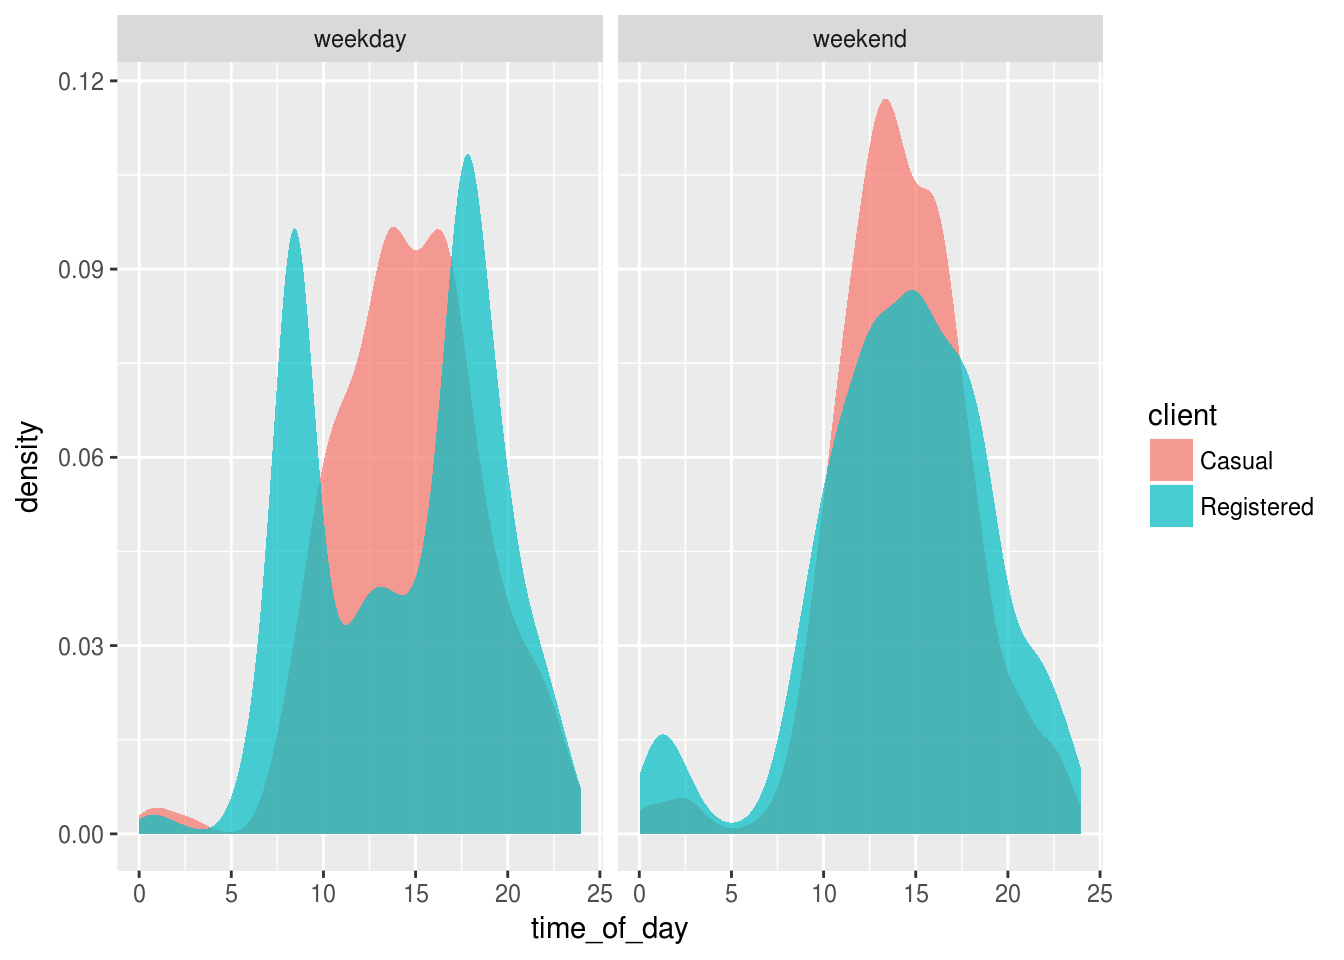 weekday
weekend
0.12
0.09
0.06
0.03
0.00
density
0 5 10 15 20 25
0 5 10 15 20 25
time_of_day
client
Casual
Registered